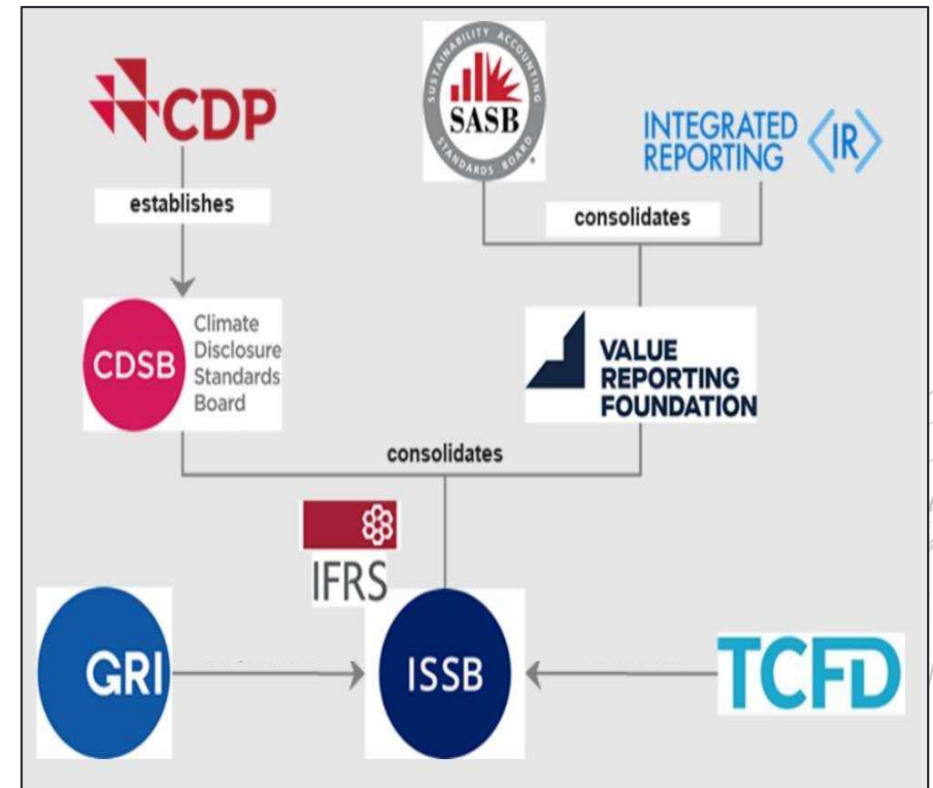 CDP
SUSTAINABILITY ACCOUNTING
SASB
STANDARDS BOARD
INTEGRATED
REPORTING
<IR>
establishes
consolidates
CDSB
Climate
Disclosure
Standards
Board
VALUE
REPORTING
FOUNDATION
consolidates
IFRS
GRI
ISSB
TCFD